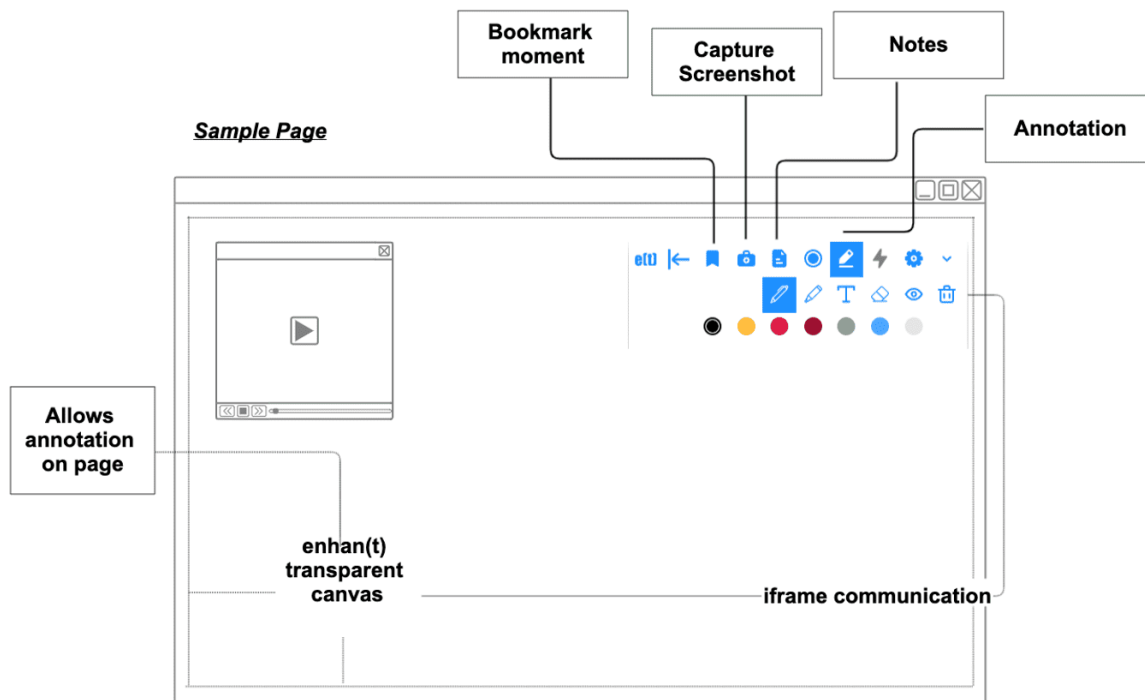 Bookmark
moment
Capture
Screenshot
Notes
Annotation
Sample Page
e(t)
T
Allows
annotation
on page
enhan(t)
transparent
canvas
iframe communication